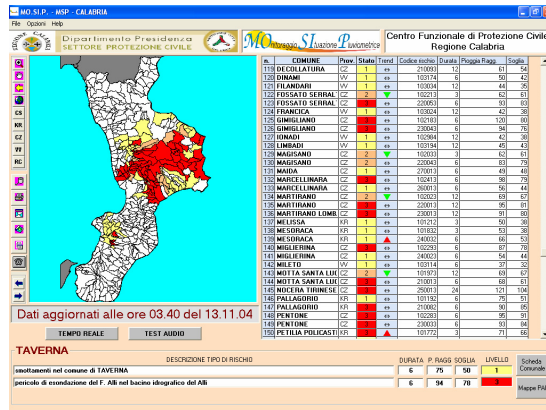 MO.SI.P. - M5P - CALABRIA
File Opzioni Help
Dipartimento Presidenza
SETTORE PROTEZIONE CIVILE
MOnitoraggio SItuazione Pluviometrica
Centro Funzionale di Protezione Civile
Regione Calabria
n. COMUNE Prov. Stato Trend Codice rischio Durata Pioggia Ragg. Soglia
119 DECOLLATURA CZ 1 210093 12 61 54
120 DINAMI VV 1 103174 6 50 42
121 FILANDARI VV 1 103034 12 44 35
122 FOSSATO SERRAL CZ 2 102213 3 62 61
123 FOSSATO SERRAL CZ 3 220053 6 93 83
124 FRANCICA VV 1 103024 12 42 38
125 GIMIGLIANO CZ 3 102183 6 120 80
126 GIMIGLIANO CZ 3 230043 6 94 76
127 IONADI VV 1 102984 12 42 38
128 LIMBADI VV 1 103194 12 45 43
129 MAGISANO CZ 2 102033 3 62 61
130 MAGISANO CZ 2 220043 6 83 79
131 MAIDA CZ 1 270013 6 49 48
132 MARCELLINARA CZ 3 102413 6 98 79
133 MARCELLINARA CZ 1 260013 6 56 44
134 MARTIRANO CZ 1 102023 12 69 67
135 MARTIRANO CZ 3 220013 12 95 81
136 MARTIRANO LOMB. CZ 3 230013 12 91 80
137 MELISSA KR 1 101212 3 50 38
138 MESORACA KR 1 101832 3 53 38
139 MESORACA KR 1 240032 6 66 53
140 MIGLIERINA CZ 3 102293 6 87 78
141 MIGLIERINA CZ 1 240023 6 54 44
142 MILETO VV 1 103114 6 37 32
143 MOTTA SANTA LUC CZ 2 101973 12 69 67
144 MOTTA SANTA LUC CZ 3 210013 6 68 61
145 NOCERA TIRINESE CZ 3 250013 24 121 104
146 PALLAGORIO KR 1 101192 6 75 51
147 PALLAGORIO KR 3 210082 6 90 85
148 PENTONE CZ 3 102283 6 95 91
149 PENTONE CZ 3 230033 6 93 84
150 PETILIA POLICASTI KR 3 101772 3 71 66
CS
KR
CZ
VV
RC
Dati aggiornati alle ore 03.40 del 13.11.04
TEMPO REALE TEST AUDIO
TAVERNA
DESCRIZIONE TIPO DI RISCHIO DURATA P. RAGG SOGLIA LIVELLO
smottamenti nel comune di TAVERNA 6 75 50 1
pericolo di esondazione del F. Alli nel bacino idrografico del Alli 6 94 78 3
Scheda
Comunale
Mappe PAI